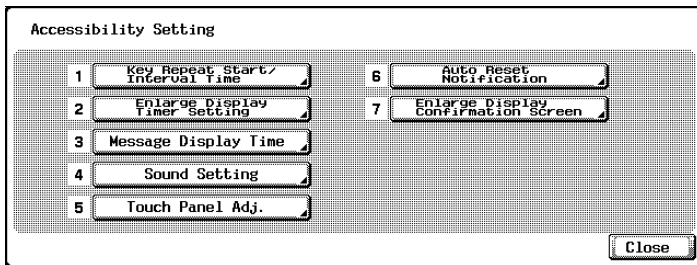 Accessibility Setting
1 Key Repeat Start/
Interval Time
2 Enlarge Display
Timer Setting
3 Message Display Time
4 Sound Setting
5 Touch Panel Adj.
6 Auto Reset
Notification
7 Enlarge Display
Confirmation Screen
Close